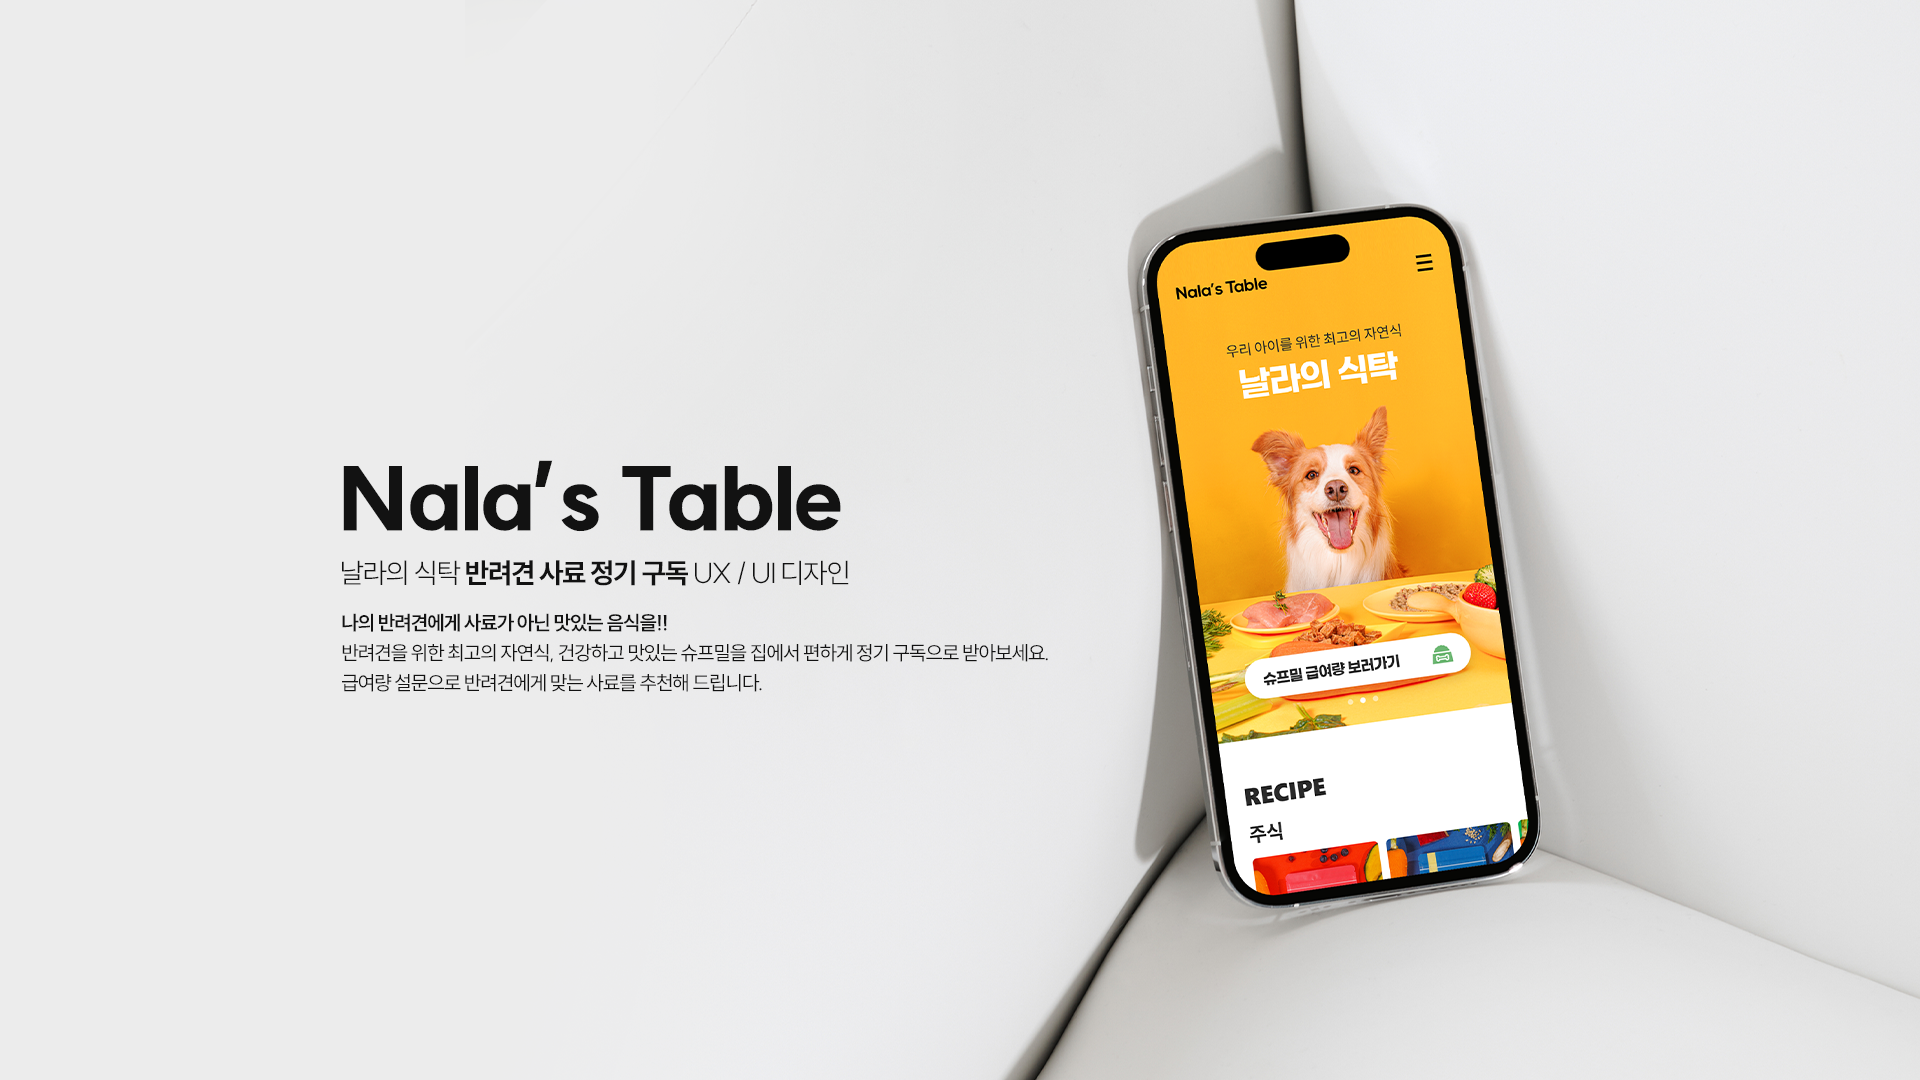 Nala's Table
날라의 식탁 반려견 사료 정기 구독 UX / UI 디자인
나의 반려견에게 사료가 아닌 맛있는 음식을!!
반려견을 위한 최고의 자연식, 건강하고 맛있는 슈프밀을 집에서 편하게 정기 구독으로 받아보세요.
급여량 설문으로 반려견에게 맞는 사료를 추천해 드립니다.
Nala's Table
우리 아이를 위한 최고의 자연식
날라의 식탁
슈프밀 급여량 보러가기
RECIPE
주식